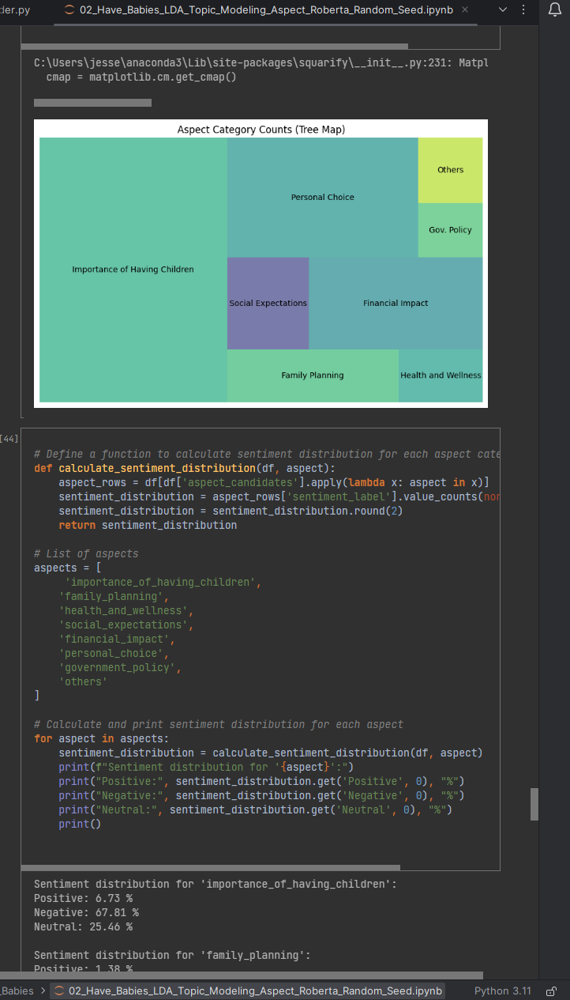 der.py
02_Have_Babies_LDA_Topic_Modeling_Aspect_Roberta_Random_Seed.ipynb
C:\Users\jesse\anaconda3\Lib\site-packages\squarify\__init__.py:231: Matpl
cmap = matplotlib.cm.get_cmap()
Aspect Category Counts (Tree Map)
Others
Personal Choice
Gov. Policy
Importance of Having Children
Social Expectations
Financial Impact
Family Planning
Health and Wellness
[44]
# Define a function to calculate sentiment distribution for each aspect cate
def calculate_sentiment_distribution(df, aspect):
    aspect_rows = df[df['aspect_candidates'].apply(lambda x: aspect in x)]
    sentiment_distribution = aspect_rows['sentiment_label'].value_counts(nor
    sentiment_distribution = sentiment_distribution.round(2)
    return sentiment_distribution
# List of aspects
aspects = [
     'importance_of_having_children',
    'family_planning',
    'health_and_wellness',
    'social_expectations',
    'financial_impact',
    'personal_choice',
    'government_policy',
    'others'
]
# Calculate and print sentiment distribution for each aspect
for aspect in aspects:
    sentiment_distribution = calculate_sentiment_distribution(df, aspect)
    print(f"Sentiment distribution for '{aspect}':")
    print("Positive:", sentiment_distribution.get('Positive', 0), "%")
    print("Negative:", sentiment_distribution.get('Negative', 0), "%")
    print("Neutral:", sentiment_distribution.get('Neutral', 0), "%")
    print()
Sentiment distribution for 'importance_of_having_children':
Positive: 6.73 %
Negative: 67.81 %
Neutral: 25.46 %
Sentiment distribution for 'family_planning':
Positive: 1.38 %
_Babies > 02_Have_Babies_LDA_Topic_Modeling_Aspect_Roberta_Random_Seed.ipynb
Python 3.11